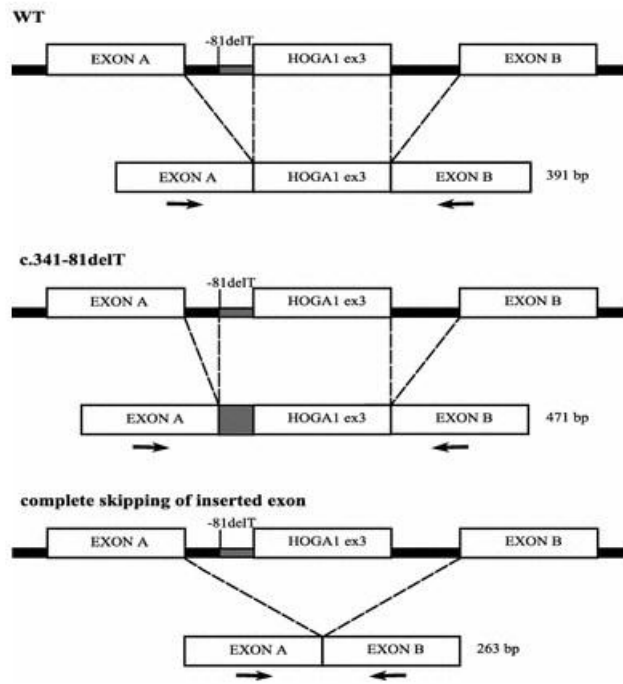 WT
-81delT
EXON A HOGA1 ex3 EXON B
EXON A HOGA1 ex3 EXON B 391 bp
c.341-81delT
-81delT
EXON A HOGA1 ex3 EXON B
EXON A HOGA1 ex3 EXON B 471 bp
complete skipping of inserted exon
-81delT
EXON A HOGA1 ex3 EXON B
EXON A EXON B 263 bp